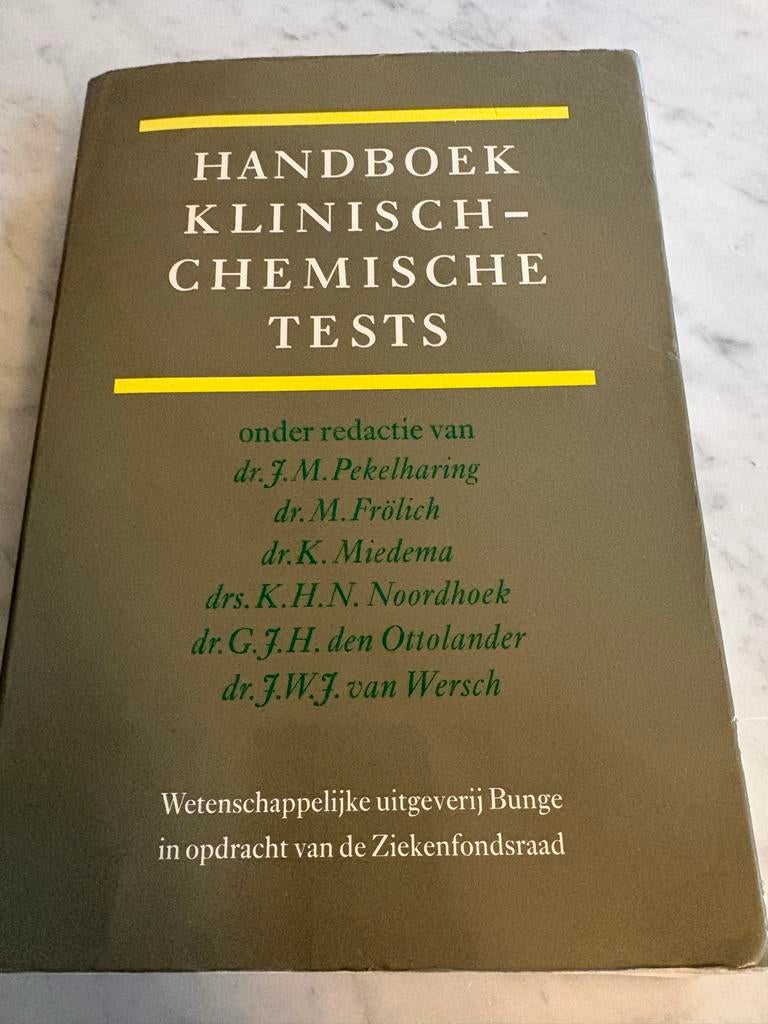 HANDBOEK
KLINISCH-
CHEMISCHE
TESTS
onder redactie van
dr. J. M. Pekelharing
dr. M. Frölich
dr. K. Miedema
drs. K. H. N. Noordhoek
dr. G. J. H. den Ottolander
dr. J. W. J. van Wersch
Wetenschappelijke uitgeverij Bunge
in opdracht van de Ziekenfondsraad